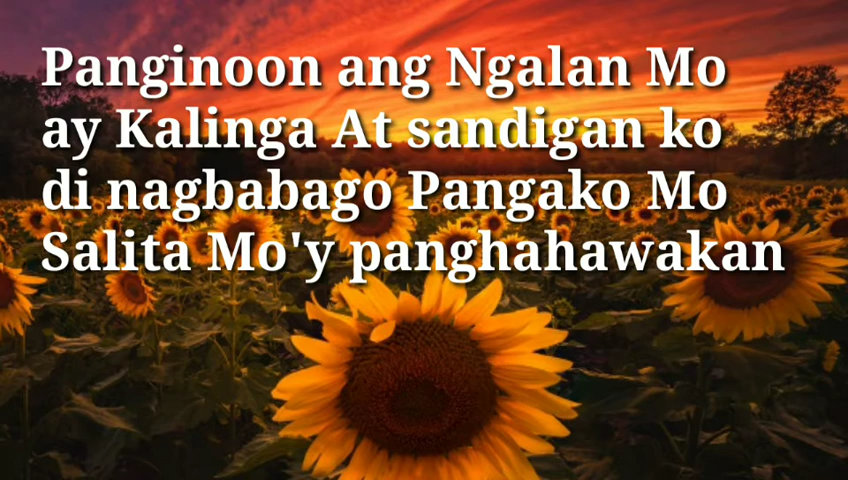 Panginoon ang Ngalan Mo
ay Kalinga At sandigan ko
di nagbabago Pangako Mo
Salita Mo'y panghahawakan